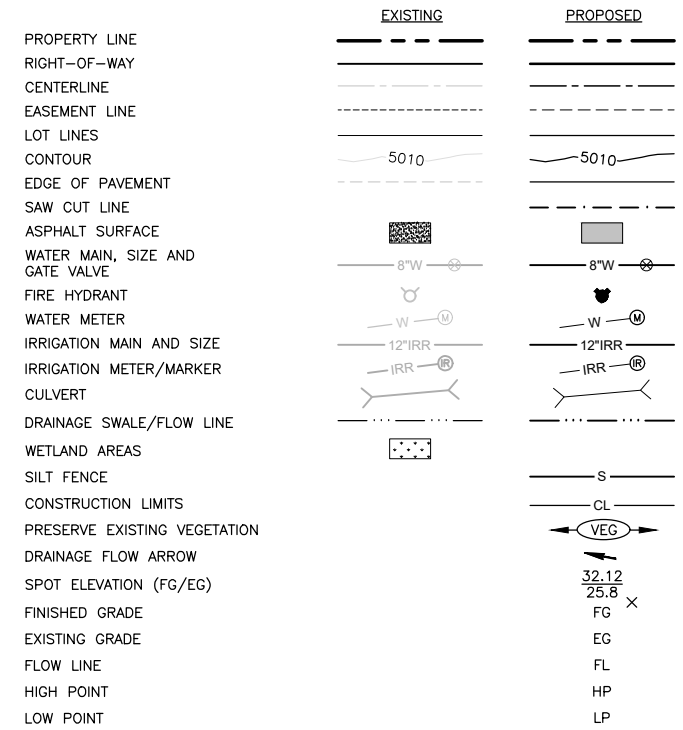 EXISTING PROPOSED
PROPERTY LINE
RIGHT-OF-WAY
CENTERLINE
EASEMENT LINE
LOT LINES
CONTOUR 5010 5010
EDGE OF PAVEMENT
SAW CUT LINE
ASPHALT SURFACE
WATER MAIN, SIZE AND
GATE VALVE 8"W 8"W
FIRE HYDRANT
WATER METER W M W M
IRRIGATION MAIN AND SIZE 12"IRR 12"IRR
IRRIGATION METER/MARKER IRR IR IRR IR
CULVERT
DRAINAGE SWALE/FLOW LINE
WETLAND AREAS
SILT FENCE S
CONSTRUCTION LIMITS CL
PRESERVE EXISTING VEGETATION VEG
DRAINAGE FLOW ARROW
SPOT ELEVATION (FG/EG) 32.12
25.8
FINISHED GRADE FG
EXISTING GRADE EG
FLOW LINE FL
HIGH POINT HP
LOW POINT LP